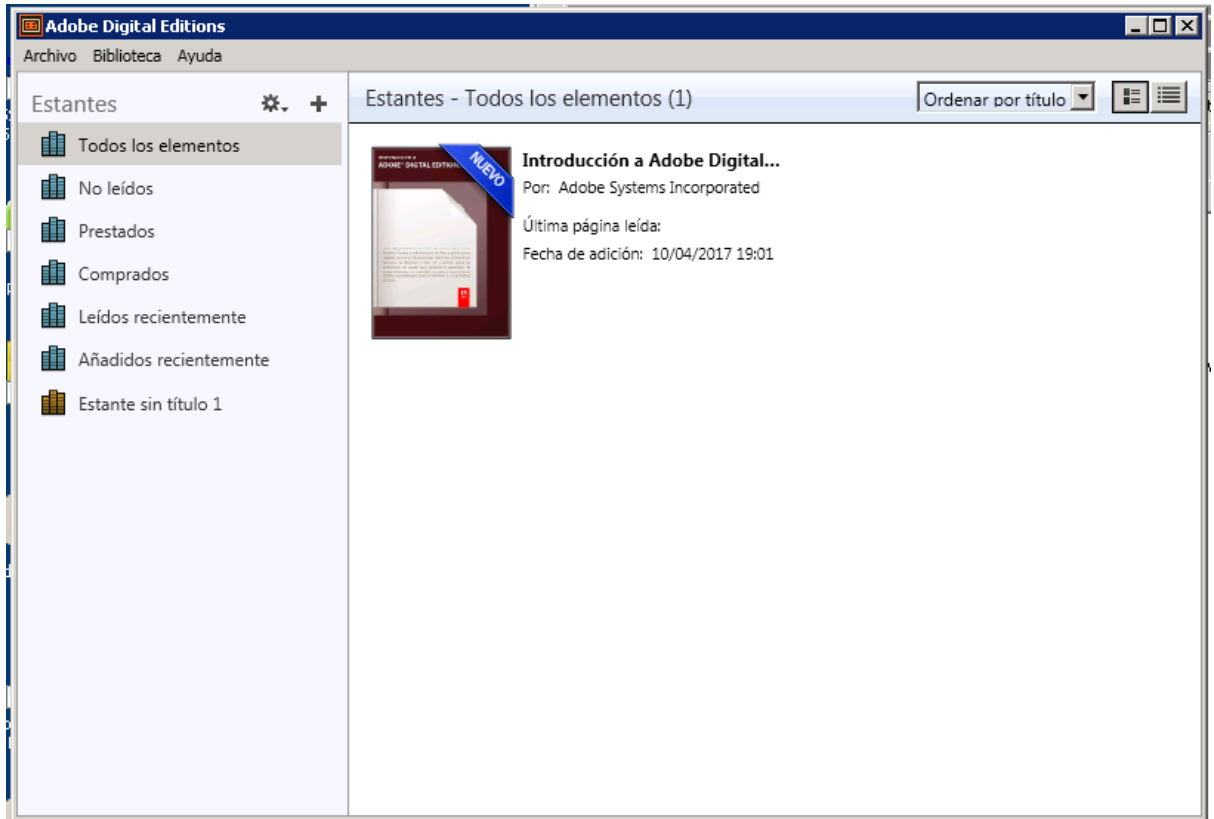 Adobe Digital Editions
Archivo Biblioteca Ayuda
Estantes
Estantes - Todos los elementos (1)
Ordenar por título
Todos los elementos
No leídos
Prestados
Comprados
Leídos recientemente
Añadidos recientemente
Estante sin título 1
ADOBE® DIGITAL EDITIONS
NUEVO
Introducción a Adobe Digital...
Por: Adobe Systems Incorporated
Última página leída:
Fecha de adición: 10/04/2017 19:01